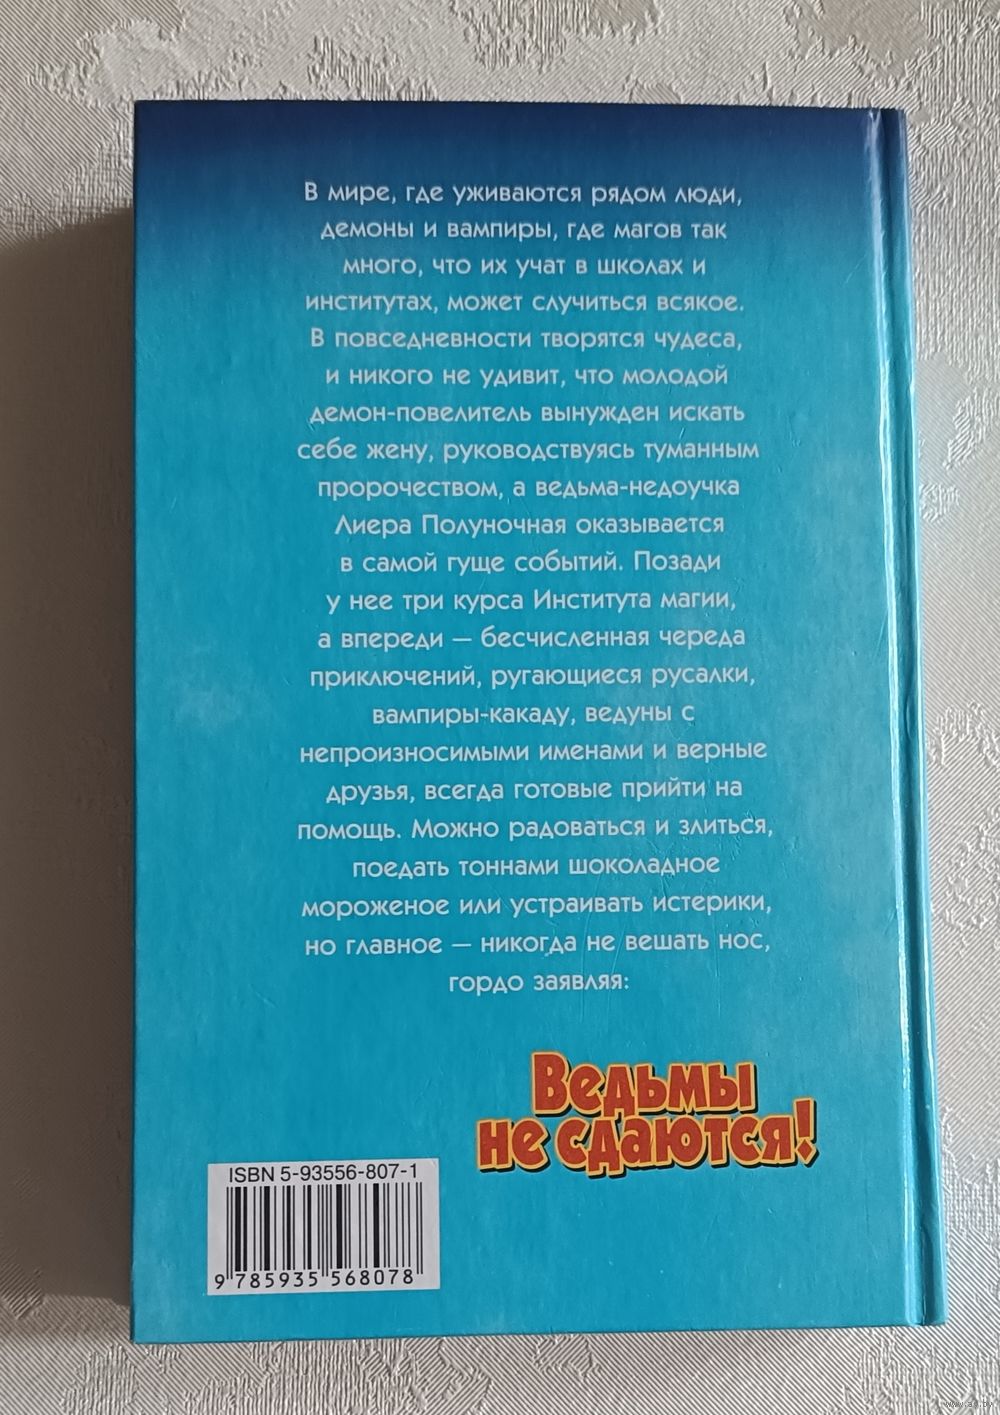 В мире, где уживаются рядом люди,
демоны и вампиры, где магов так
много, что их учат в школах и
институтах, может случиться всякое.
В повседневности творятся чудеса,
и никого не удивит, что молодой
демон-повелитель вынужден искать
себе жену, руководствуясь туманным
пророчеством, а ведьма-недоучка
Лиера Полуночная оказывается
в самой гуще событий. Позади
у нее три курса Института магии,
а впереди — бесчисленная череда
приключений, ругающиеся русалки,
вампиры-какаду, ведуны с
непроизносимыми именами и верные
друзья, всегда готовые прийти на
помощь. Можно радоваться и злиться,
поедать тоннами шоколадное
мороженое или устраивать истерики,
но главное — никогда не вешать нос,
гордо заявляя:
Ведьмы
не сдаются!
ISBN 5-93556-807-1
9 785935 568078